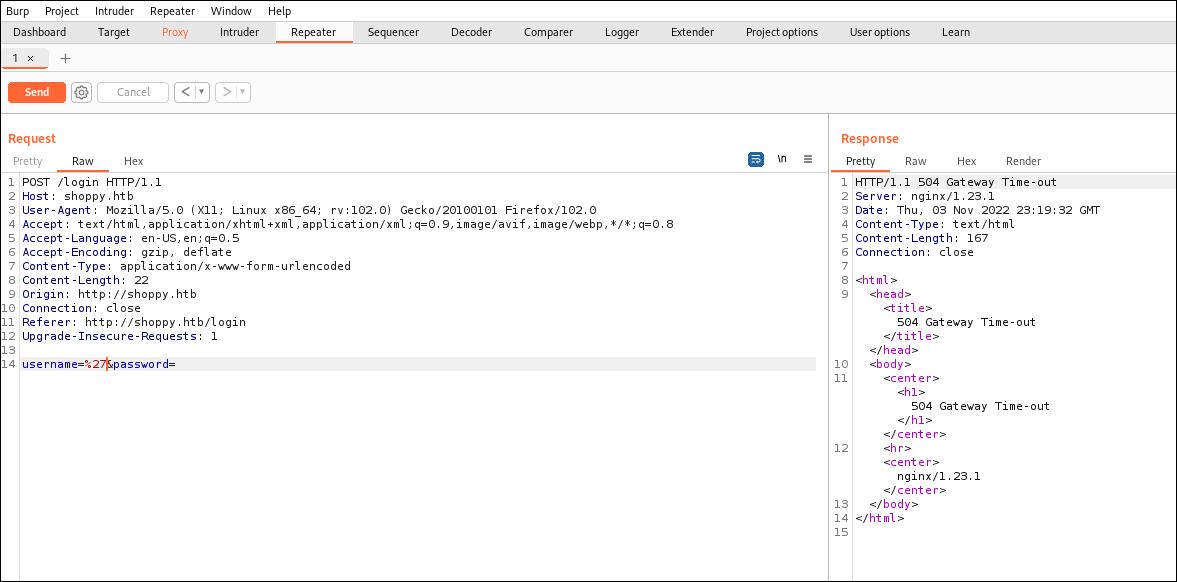 Burp Project Intruder Repeater Window Help
Dashboard Target Proxy Intruder Repeater Sequencer Decoder Comparer Logger Extender Project options User options Learn
1 × +
Send Cancel < ▼ > ▼
Request
Pretty Raw Hex \n
1 POST /login HTTP/1.1
2 Host: shoppy.htb
3 User-Agent: Mozilla/5.0 (X11; Linux x86_64; rv:102.0) Gecko/20100101 Firefox/102.0
4 Accept: text/html,application/xhtml+xml,application/xml;q=0.9,image/avif,image/webp,*/*;q=0.8
5 Accept-Language: en-US,en;q=0.5
6 Accept-Encoding: gzip, deflate
7 Content-Type: application/x-www-form-urlencoded
8 Content-Length: 22
9 Origin: http://shoppy.htb
10 Connection: close
11 Referer: http://shoppy.htb/login
12 Upgrade-Insecure-Requests: 1
13
14 username=%27&password=
Response
Pretty Raw Hex Render
1 HTTP/1.1 504 Gateway Time-out
2 Server: nginx/1.23.1
3 Date: Thu, 03 Nov 2022 23:19:32 GMT
4 Content-Type: text/html
5 Content-Length: 167
6 Connection: close
7
8 <html>
9 <head>
<title>
504 Gateway Time-out
</title>
</head>
10 <body>
11 <center>
<h1>
504 Gateway Time-out
</h1>
</center>
12 <hr>
<center>
nginx/1.23.1
</center>
13 </body>
14 </html>
15